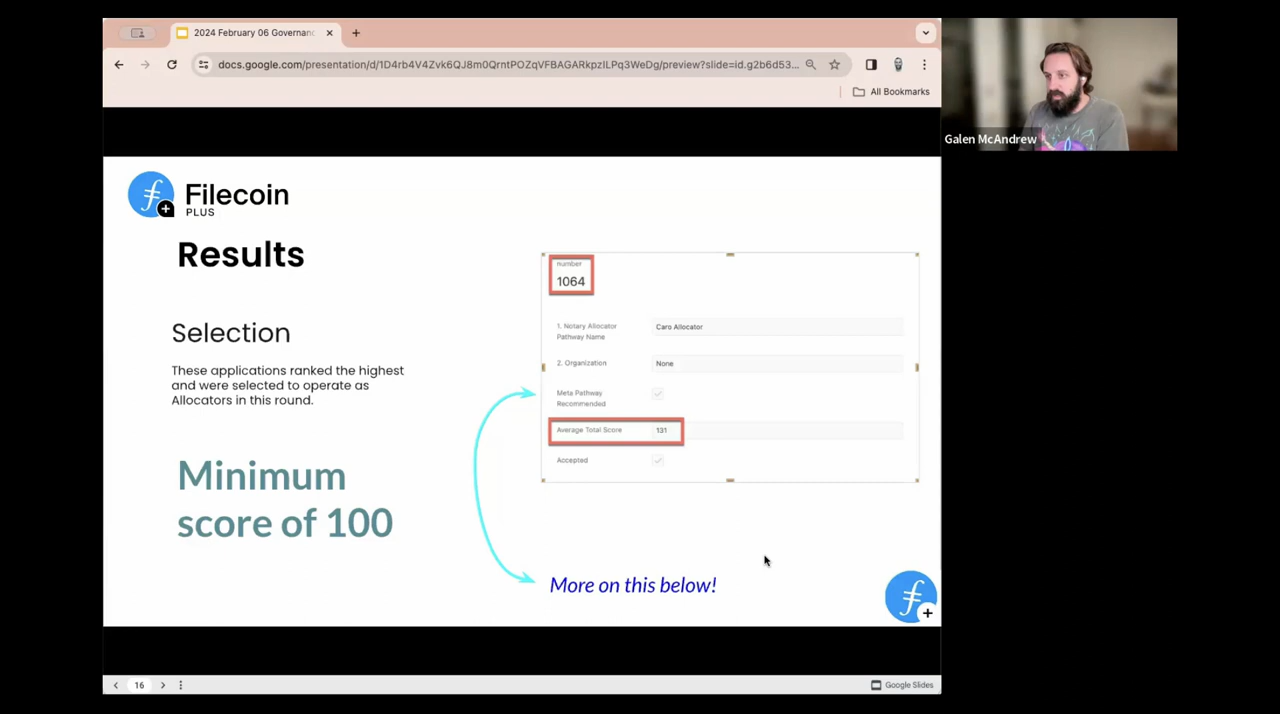 2024 February 06 Governanc
docs.google.com/presentation/d/1D4rb4V4Zvk6QJ8m0QrntPOZqVFBAGARkpzILPq3WeDg/preview?slide=id.g2b6d53...
All Bookmarks
Galen McAndrew
Filecoin
PLUS
Results
Selection
These applications ranked the highest
and were selected to operate as
Allocators in this round.
Minimum
score of 100
number
1064
1. Notary Allocator
Pathway Name
Caro Allocator
2. Organization
None
Meta Pathway
Recommended
Average Total Score
131
Accepted
More on this below!
16
Google Slides